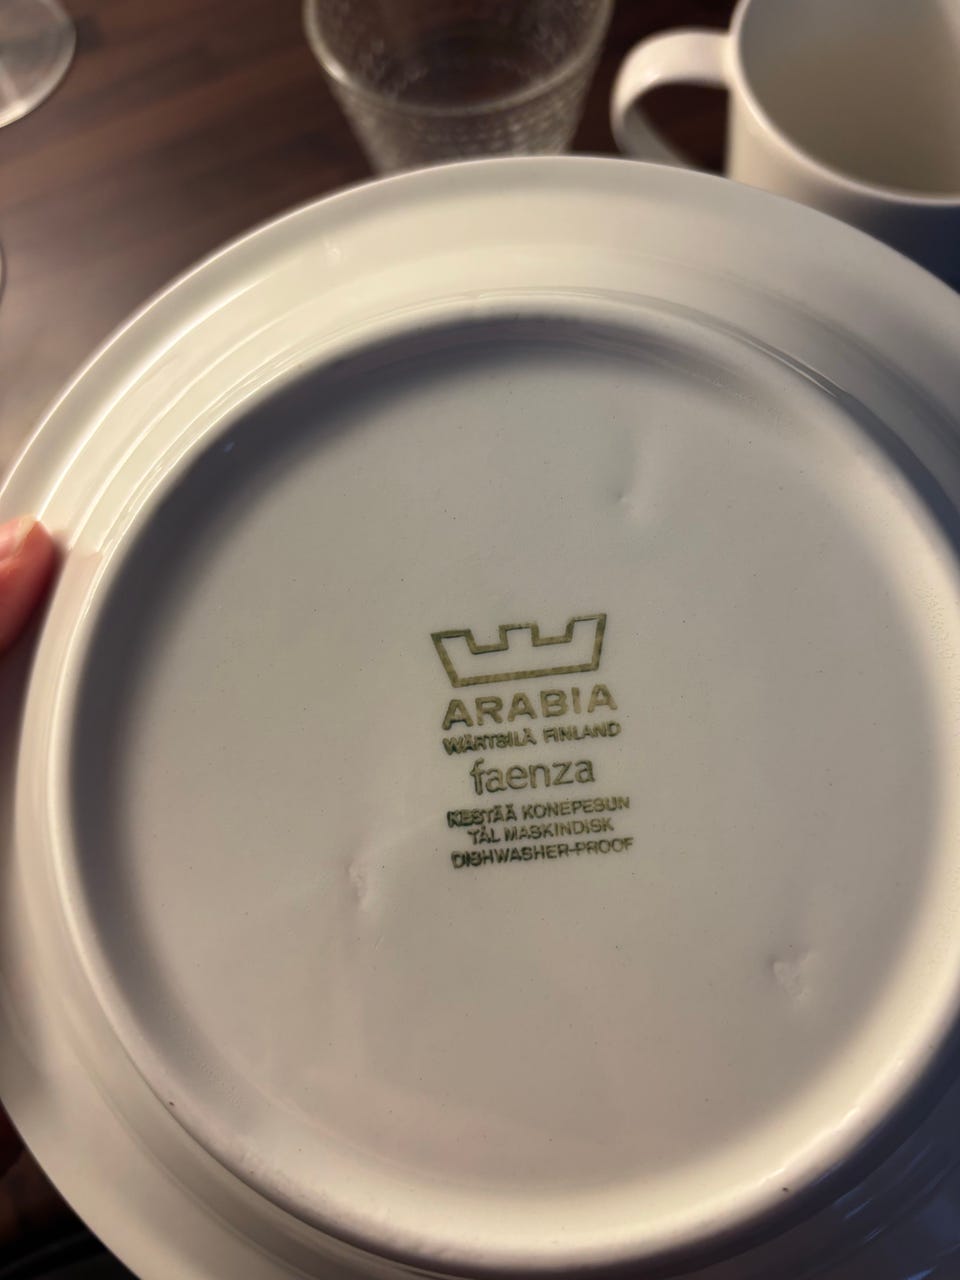 ARABIA
WÄRTSILÄ FINLAND
faenza
KESTÄÄ KONEPESUN
TÅL MASKINDISK
DISHWASHER-PROOF